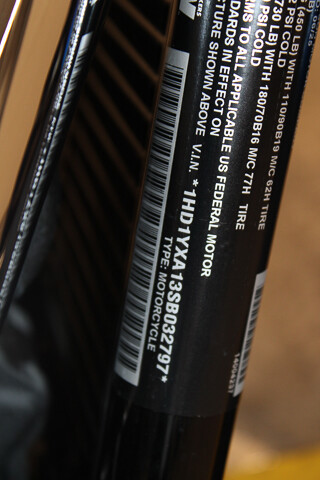 (450 LB) WITH 110/90B19 M/C 62H TIRE
PSI COLD
730 LB) WITH 180/70B16 M/C 77H TIRE
PSI COLD
RMS TO ALL APPLICABLE US FEDERAL MOTOR
NDARDS IN EFFECT ON
CTURE SHOWN ABOVE V.I.N. *1HD1YXA13SB032797*
TYPE: MOTORCYCLE